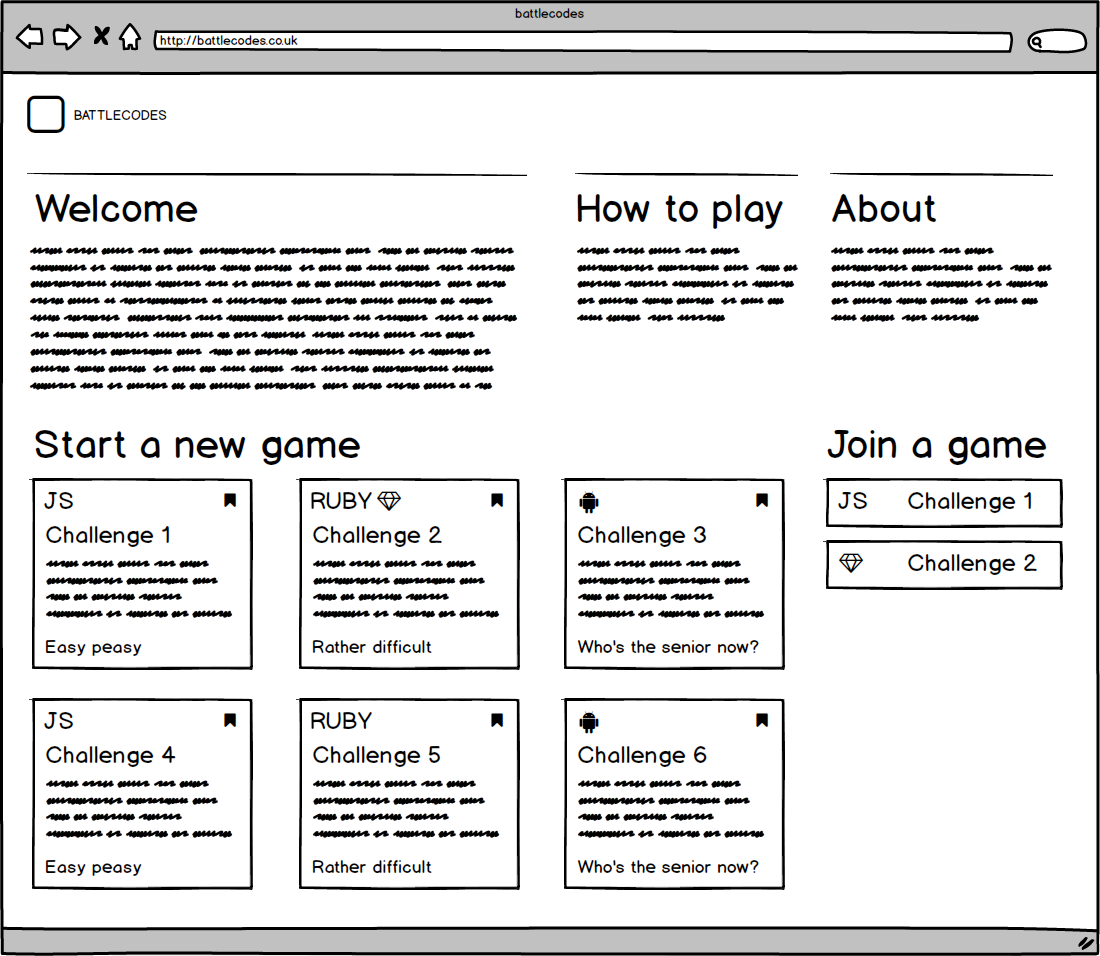 battlecodes
http://battlecodes.co.uk
BATTLECODES
Welcome
How to play
About
Start a new game
JS
Challenge 1
Easy peasy
RUBY
Challenge 2
Rather difficult
Challenge 3
Who's the senior now?
JS
Challenge 4
Easy peasy
RUBY
Challenge 5
Rather difficult
Challenge 6
Who's the senior now?
Join a game
JS Challenge 1
Challenge 2